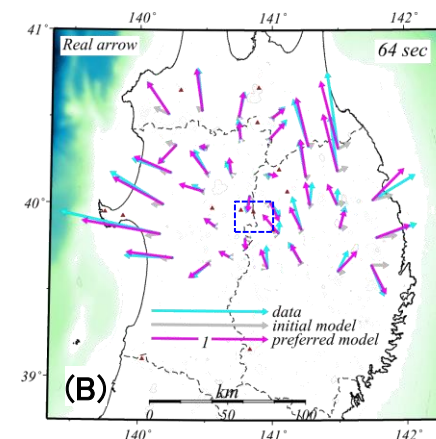 140° 141° 142°
41°
Real arrow 64 sec
40°
data
initial model
1 preferred model
39°
(B)
km
0 50 100
140° 141° 142°